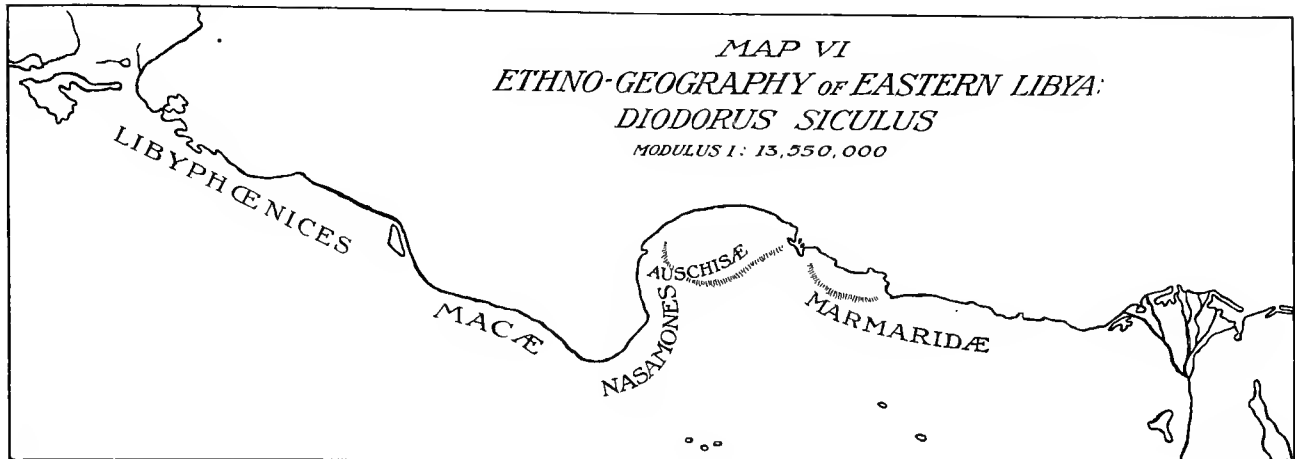 MAP VI
ETHNO-GEOGRAPHY OF EASTERN LIBYA:
DIODORUS SICULUS
MODULUS 1: 13,550,000
LIBYPHŒNICES
MACÆ
NASAMONES
AUSCHISÆ
MARMARIDÆ